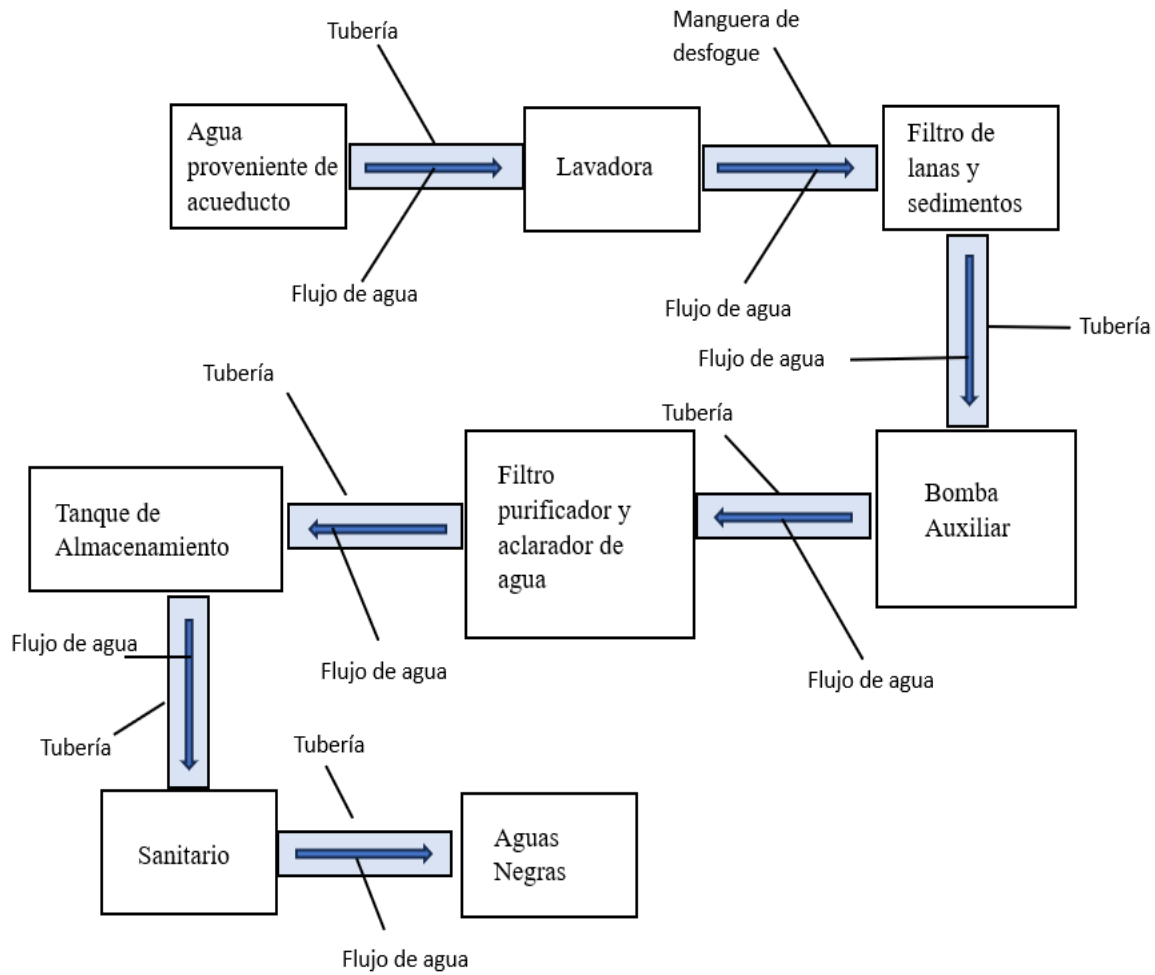 Tubería
Manguera de
desfogue
Agua
proveniente de
acueducto
Lavadora
Filtro de
lanas y
sedimentos
Flujo de agua
Flujo de agua
Tubería
Flujo de agua
Tubería
Tubería
Tanque de
Almacenamiento
Filtro
purificador y
aclarador de
agua
Bomba
Auxiliar
Flujo de agua
Flujo de agua
Flujo de agua
Tubería
Tubería
Sanitario
Aguas
Negras
Flujo de agua